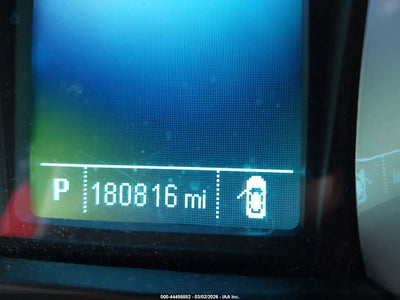 P 180816 mi
000-44498882 - 03/02/2026 - IAA Inc.